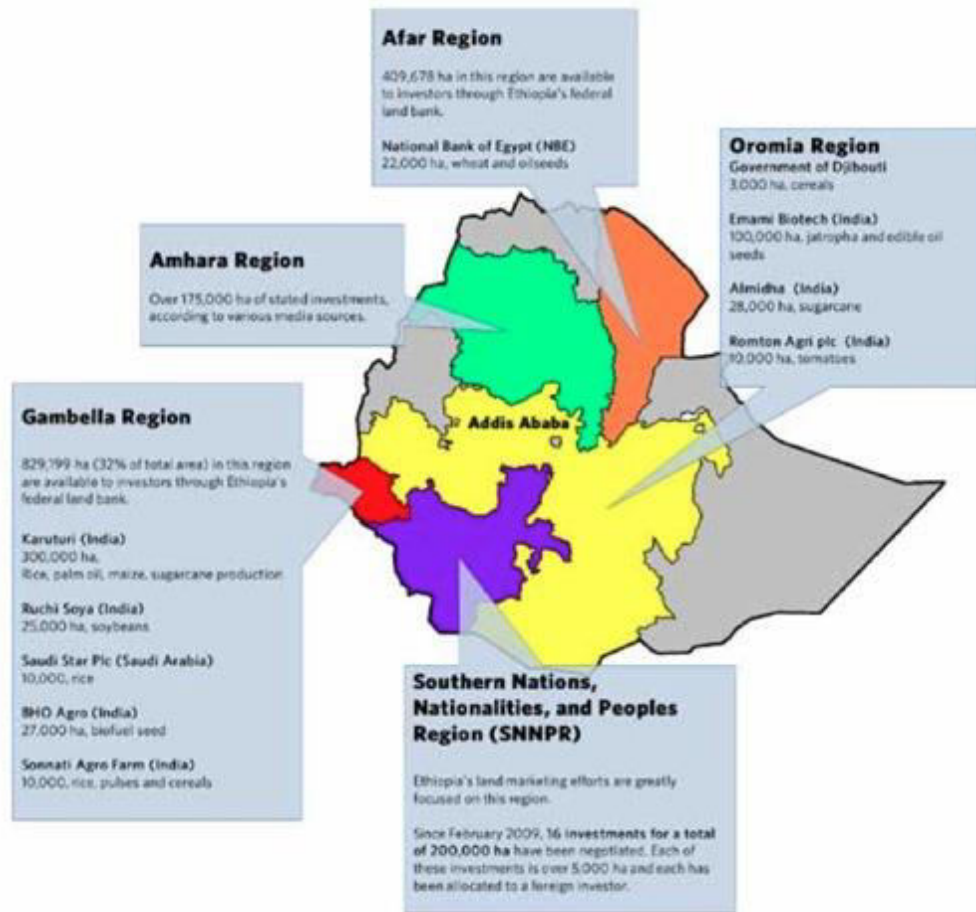 Afar Region
409,678 ha in this region are available
to investors through Ethiopia's federal
land bank.
National Bank of Egypt (NBE)
22,000 ha, wheat and oilseeds
Oromia Region
Government of Djibouti
3,000 ha, cereals
Emami Biotech (India)
100,000 ha, jatropha and edible oil
seeds
Almidha (India)
28,000 ha, sugarcane
Romton Agri plc (India)
10,000 ha, tomatoes
Amhara Region
Over 175,000 ha of stated investments,
according to various media sources.
Addis Ababa
Gambella Region
829,199 ha (32% of total area) in this region
are available to investors through Ethiopia's
federal land bank.
Karuturi (India)
300,000 ha,
Rice, palm oil, maize, sugarcane production
Ruchi Soya (India)
25,000 ha, soybeans
Saudi Star Plc (Saudi Arabia)
10,000, rice
BHO Agro (India)
27,000 ha, biofuel seed
Sonnati Agro Farm (India)
10,000, rice, pulses and cereals
Southern Nations,
Nationalities, and Peoples
Region (SNNPR)
Ethiopia's land marketing efforts are greatly
focused on this region.
Since February 2009, 16 investments for a total
of 200,000 ha have been negotiated. Each of
these investments is over 5,000 ha and each has
been allocated to a foreign investor.